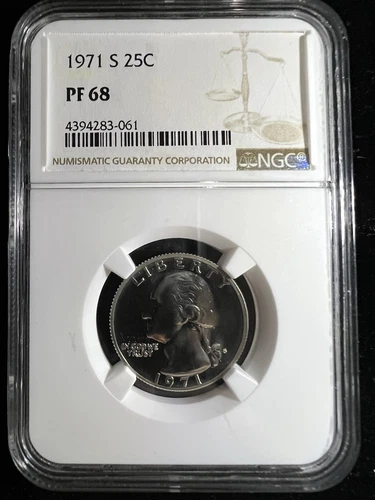 1971 S 25C
PF 68
4394283-061
NUMISMATIC GUARANTY CORPORATION
NGC
LIBERTY
IN GOD WE
TRUST
1971